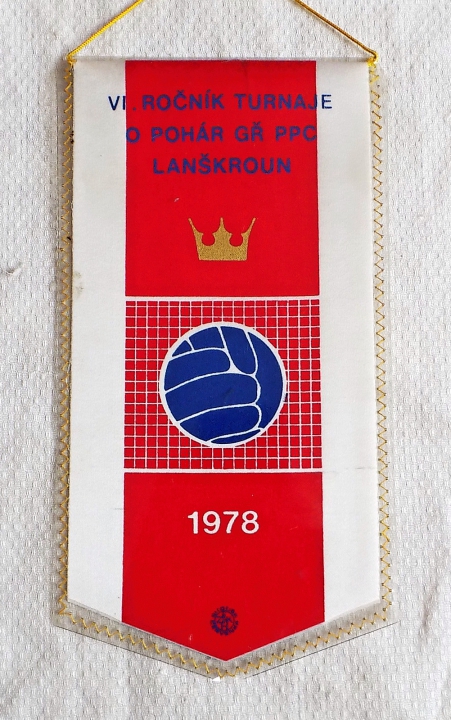 VI. ROČNÍK TURNAJE
O POHÁR GŘ PPC
LANŠKROUN
1978